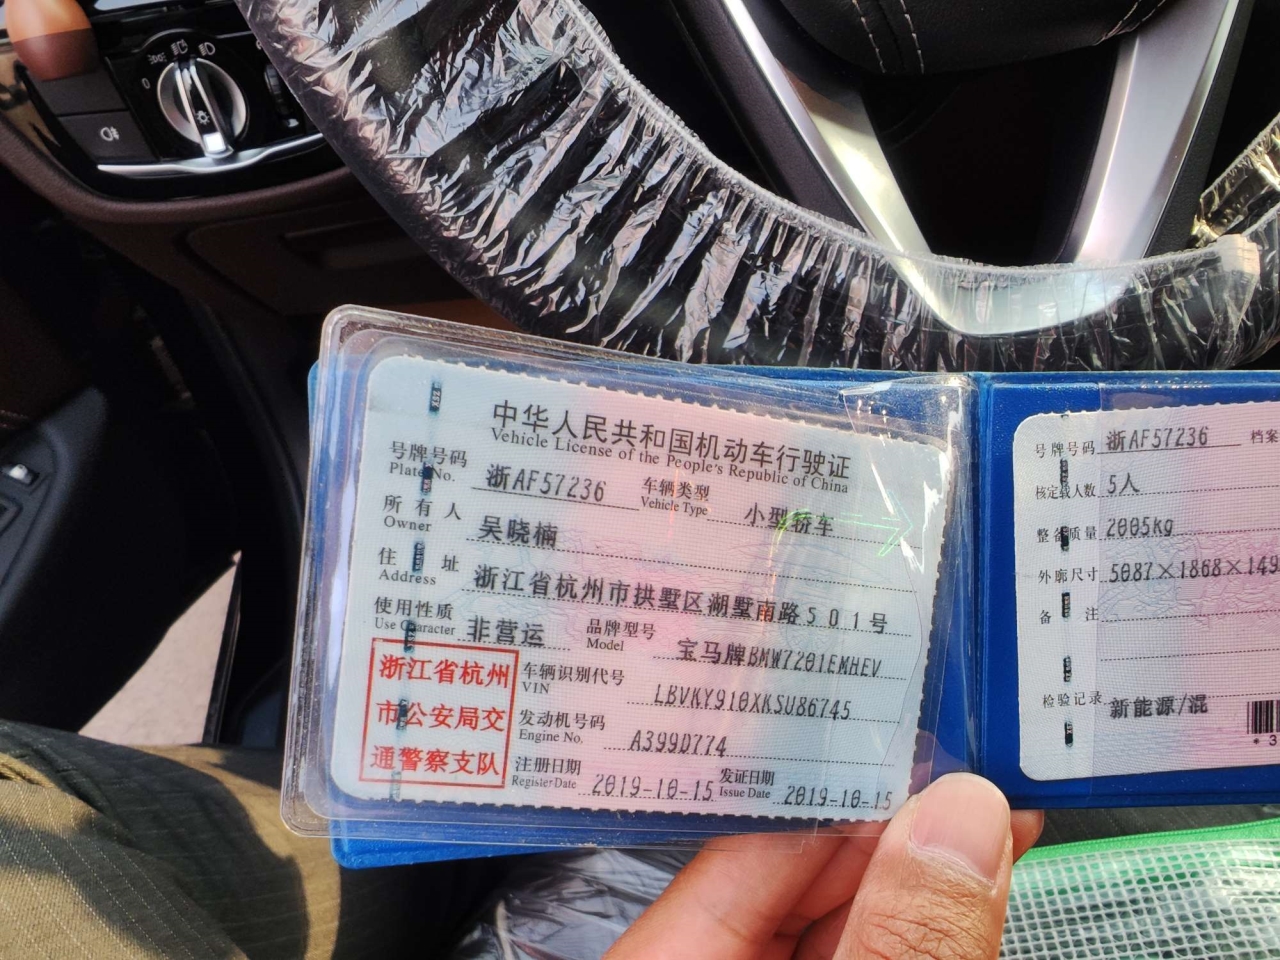 中华人民共和国机动车行驶证
Vehicle License of the People's Republic of China
号牌号码 浙AF57236 车辆类型 小型轿车
Plate No. Vehicle Type
所有人 吴晓楠
Owner
住址 浙江省杭州市拱墅区湖墅南路501号
Address
使用性质 非营运 品牌型号 宝马牌BMW7201EMHEV
Use Character Model
浙江省杭州
市公安局交
通警察支队
车辆识别代号 LBVKY910XKSU86745
VIN
发动机号码 A399D774
Engine No.
注册日期 2019-10-15 发证日期 2019-10-15
Register Date Issue Date
号牌号码 浙AF57236 档案
核定载人数 5人
整备质量 2005kg
外廓尺寸 5087×1868×149
备注
检验记录 新能源/混
*3
0